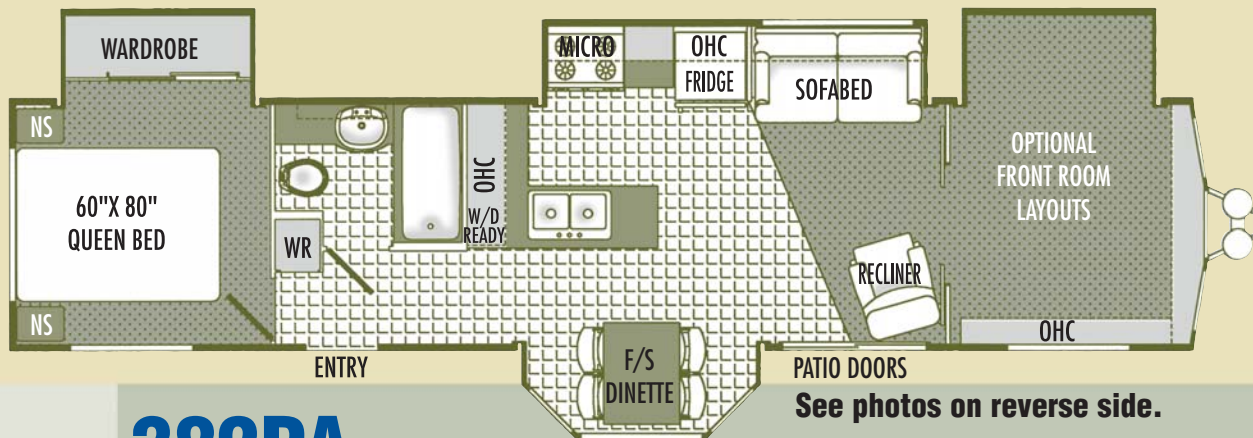 WARDROBE
NS
60"X 80"
QUEEN BED
NS
WR
OHC
W/D
READY
MICRO
OHC
FRIDGE
SOFABED
RECLINER
OPTIONAL
FRONT ROOM
LAYOUTS
OHC
ENTRY
F/S
DINETTE
PATIO DOORS
See photos on reverse side.